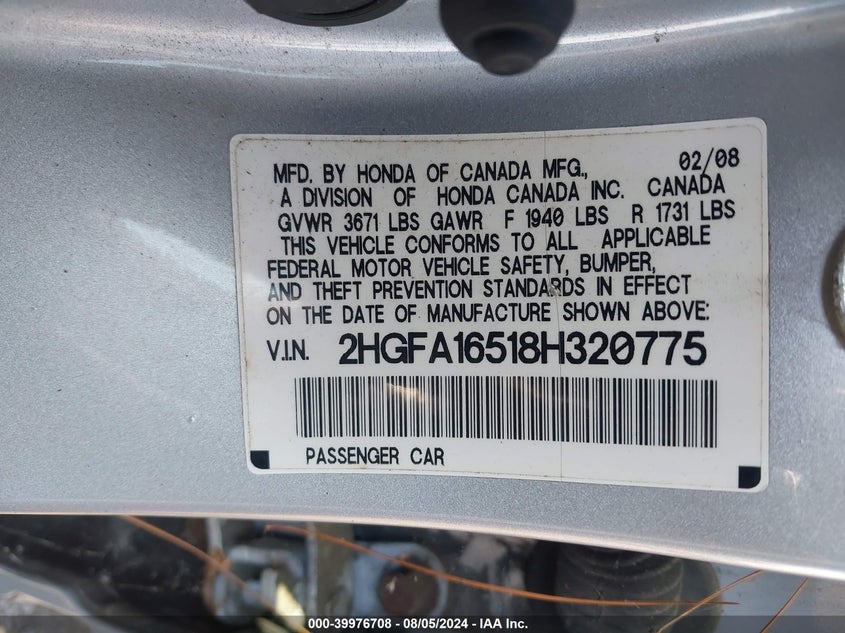 MFD. BY HONDA OF CANADA MFG., 02/08
A DIVISION OF HONDA CANADA INC. CANADA
GVWR 3671 LBS GAWR F 1940 LBS R 1731 LBS
THIS VEHICLE CONFORMS TO ALL APPLICABLE
FEDERAL MOTOR VEHICLE SAFETY, BUMPER,
AND THEFT PREVENTION STANDARDS IN EFFECT
ON THE DATE OF MANUFACTURE SHOWN ABOVE:
V.I.N. 2HGFA16518H320775
PASSENGER CAR
000-39976708 - 08/05/2024 - IAA Inc.